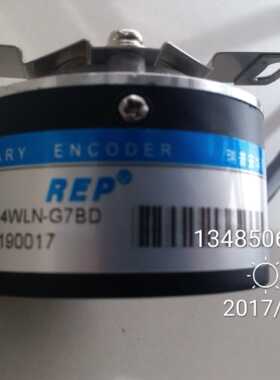 ARY ENCODER
REP®
4WLN-G7BD
190017
1348506
2017/